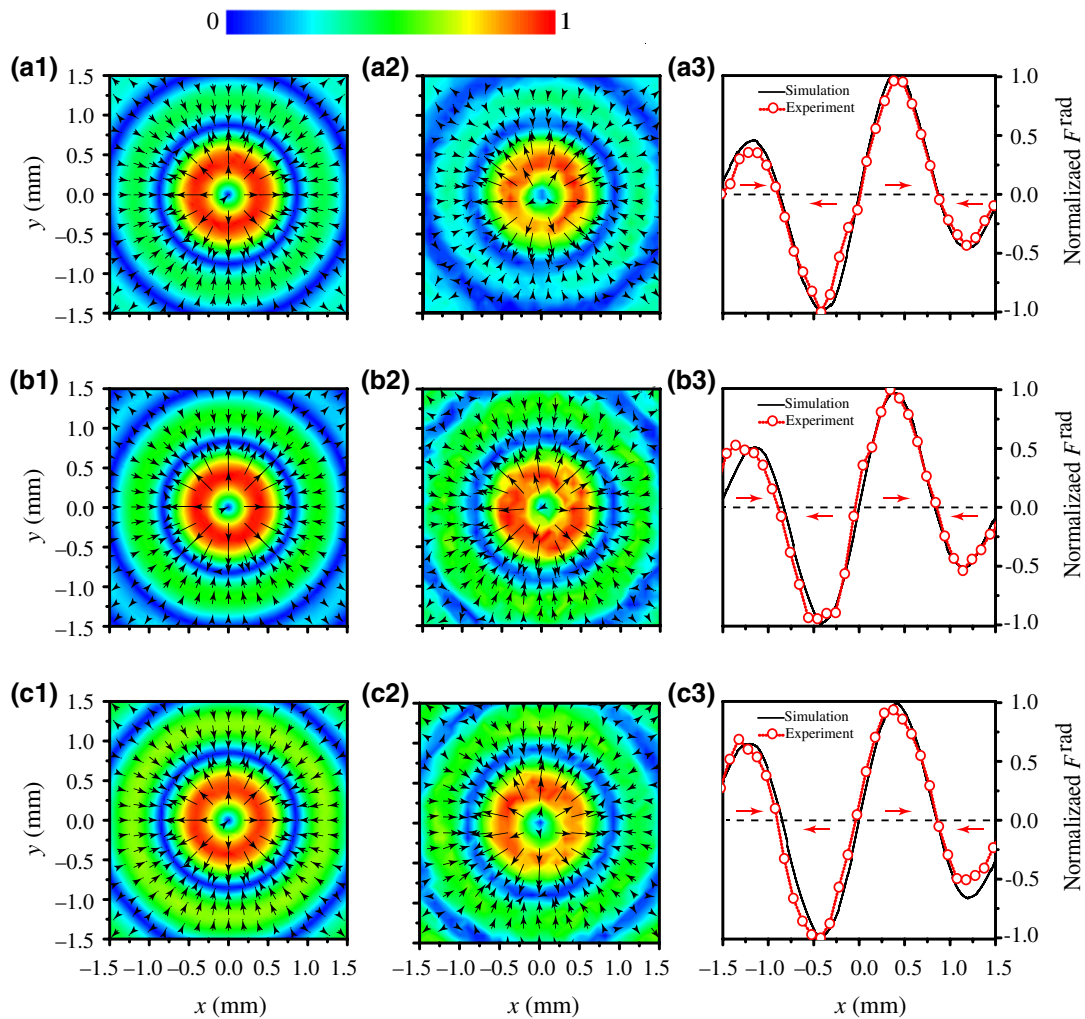 0 1
(a1) (a2) (a3)
1.5 1.0
1.0 Simulation
Experiment
0.5 0.5
y (mm) 0.0 0.0 Normalizaed F^rad
−0.5 -0.5
1.0
−1.5 -1.0
(b1) (b2) (b3)
1.5 1.0
1.0 Simulation
Experiment
0.5 0.5
y (mm) 0.0 0.0 Normalizaed F^rad
−0.5 -0.5
1.0
−1.5 -1.0
(c1) (c2) (c3)
1.5 1.0
1.0 Simulation
Experiment
0.5 0.5
y (mm) 0.0 0.0 Normalizaed F^rad
−0.5 -0.5
1.0
−1.5 -1.0
−1.5 −1.0 −0.5 0.0 0.5 1.0 1.5 −1.5 −1.0 −0.5 0.0 0.5 1.0 1.5 −1.5 −1.0 −0.5 0.0 0.5 1.0 1.5
x (mm) x (mm) x (mm)